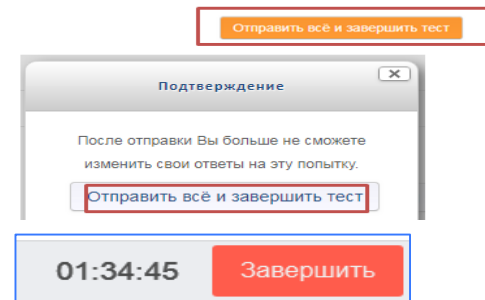 Отправить всё и завершить тест
Подтверждение
После отправки Вы больше не сможете
изменить свои ответы на эту попытку.
Отправить всё и завершить тест
01:34:45 Завершить